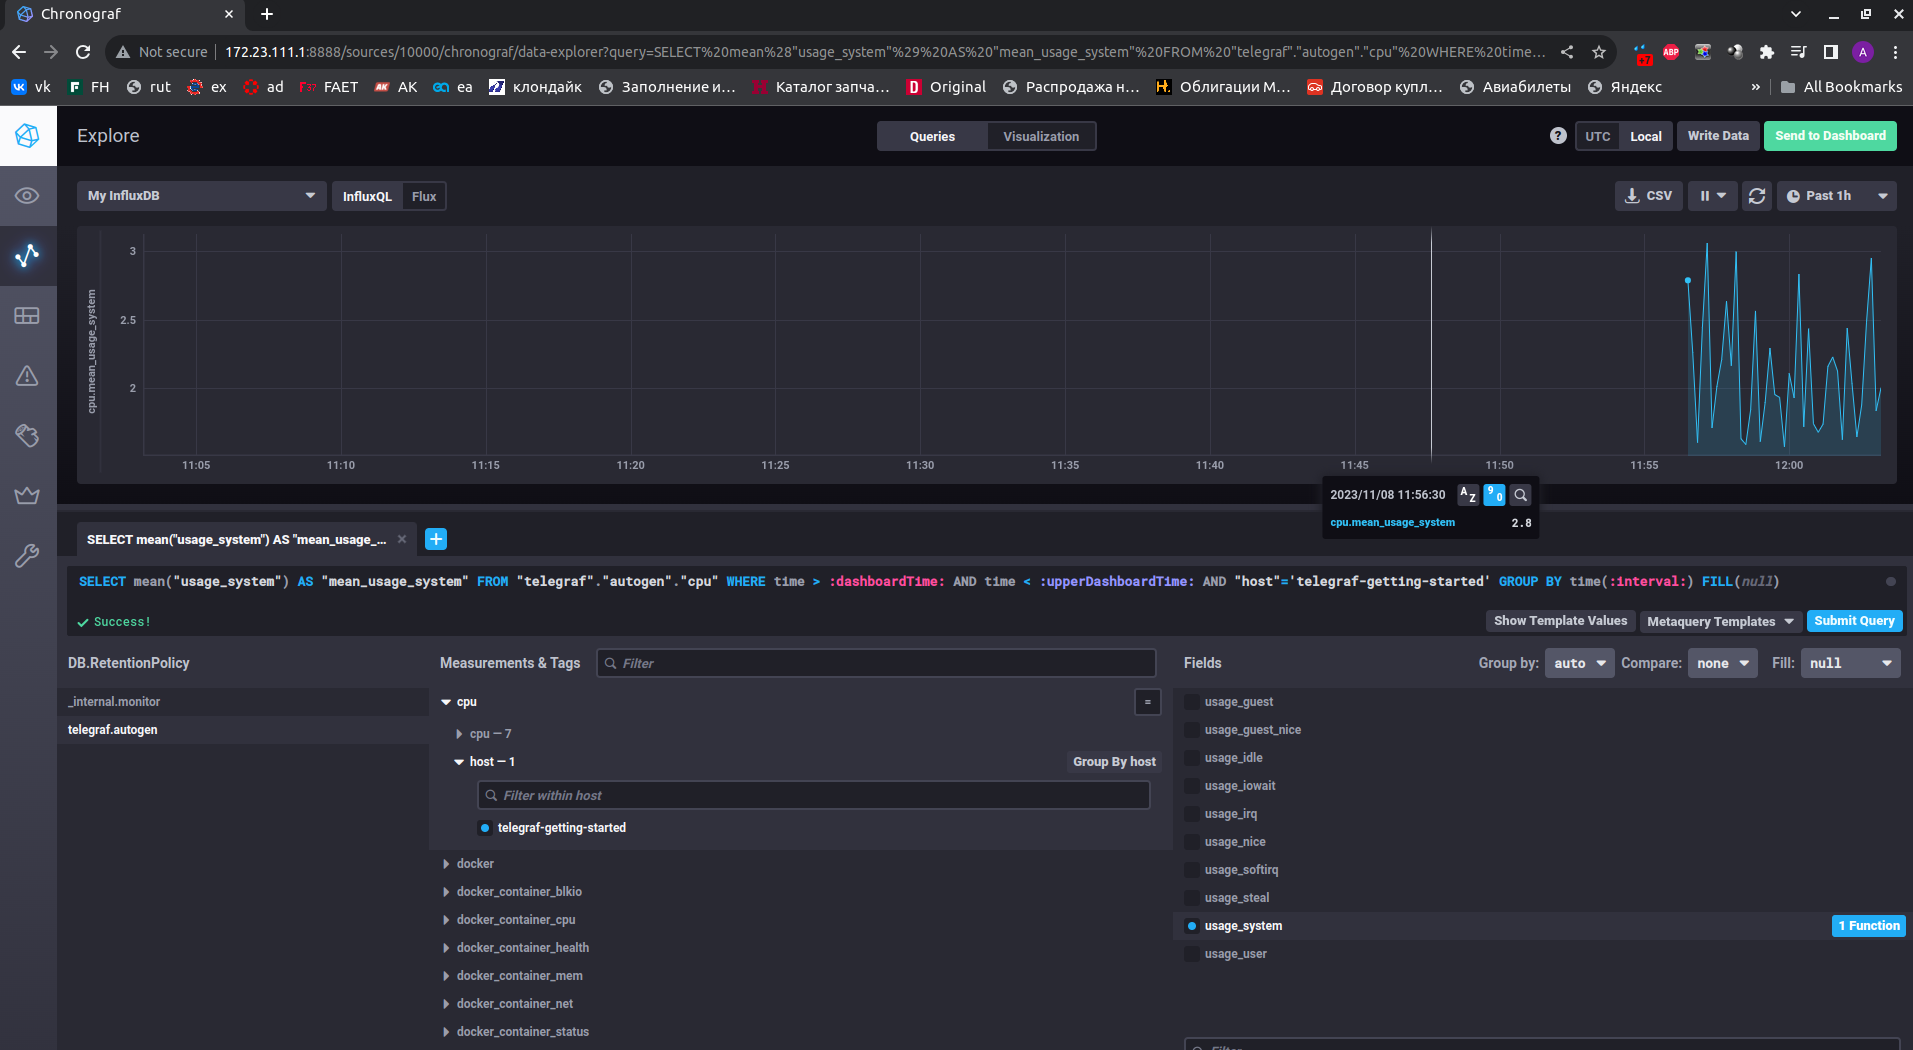 Chronograf
Not secure 172.23.111.1:8888/sources/10000/chronograf/data-explorer?query=SELECT%20mean%28"usage_system"%29%20AS%20"mean_usage_system"%20FROM%20"telegraf"."autogen"."cpu"%20WHERE%20time... ABP +7 A
vk FH rut ex ad FAET AK ea клондайк Заполнение и... Каталог запча... Original Распродажа н... Облигации М... Договор купл... Авиабилеты Яндекс » All Bookmarks
Explore Queries Visualization ? UTC Local Write Data Send to Dashboard
My InfluxDB InfluxQL Flux CSV Past 1h
cpu.mean_usage_system
3
2.5
2
11:05 11:10 11:15 11:20 11:25 11:30 11:35 11:40 11:45 11:50 11:55 12:00
2023/11/08 11:56:30 AZ 90
cpu.mean_usage_system 2.8
SELECT mean("usage_system") AS "mean_usage_... × +
SELECT mean("usage_system") AS "mean_usage_system" FROM "telegraf"."autogen"."cpu" WHERE time > :dashboardTime: AND time < :upperDashboardTime: AND "host"='telegraf-getting-started' GROUP BY time(:interval:) FILL(null)
Success! Show Template Values Metaquery Templates Submit Query
DB.RetentionPolicy Measurements & Tags Filter Fields Group by: auto Compare: none Fill: null
_internal.monitor
telegraf.autogen
cpu =
cpu — 7
host — 1 Group By host
Filter within host
telegraf-getting-started
docker
docker_container_blkio
docker_container_cpu
docker_container_health
docker_container_mem
docker_container_net
docker_container_status
usage_guest
usage_guest_nice
usage_idle
usage_iowait
usage_irq
usage_nice
usage_softirq
usage_steal
usage_system 1 Function
usage_user
Filter